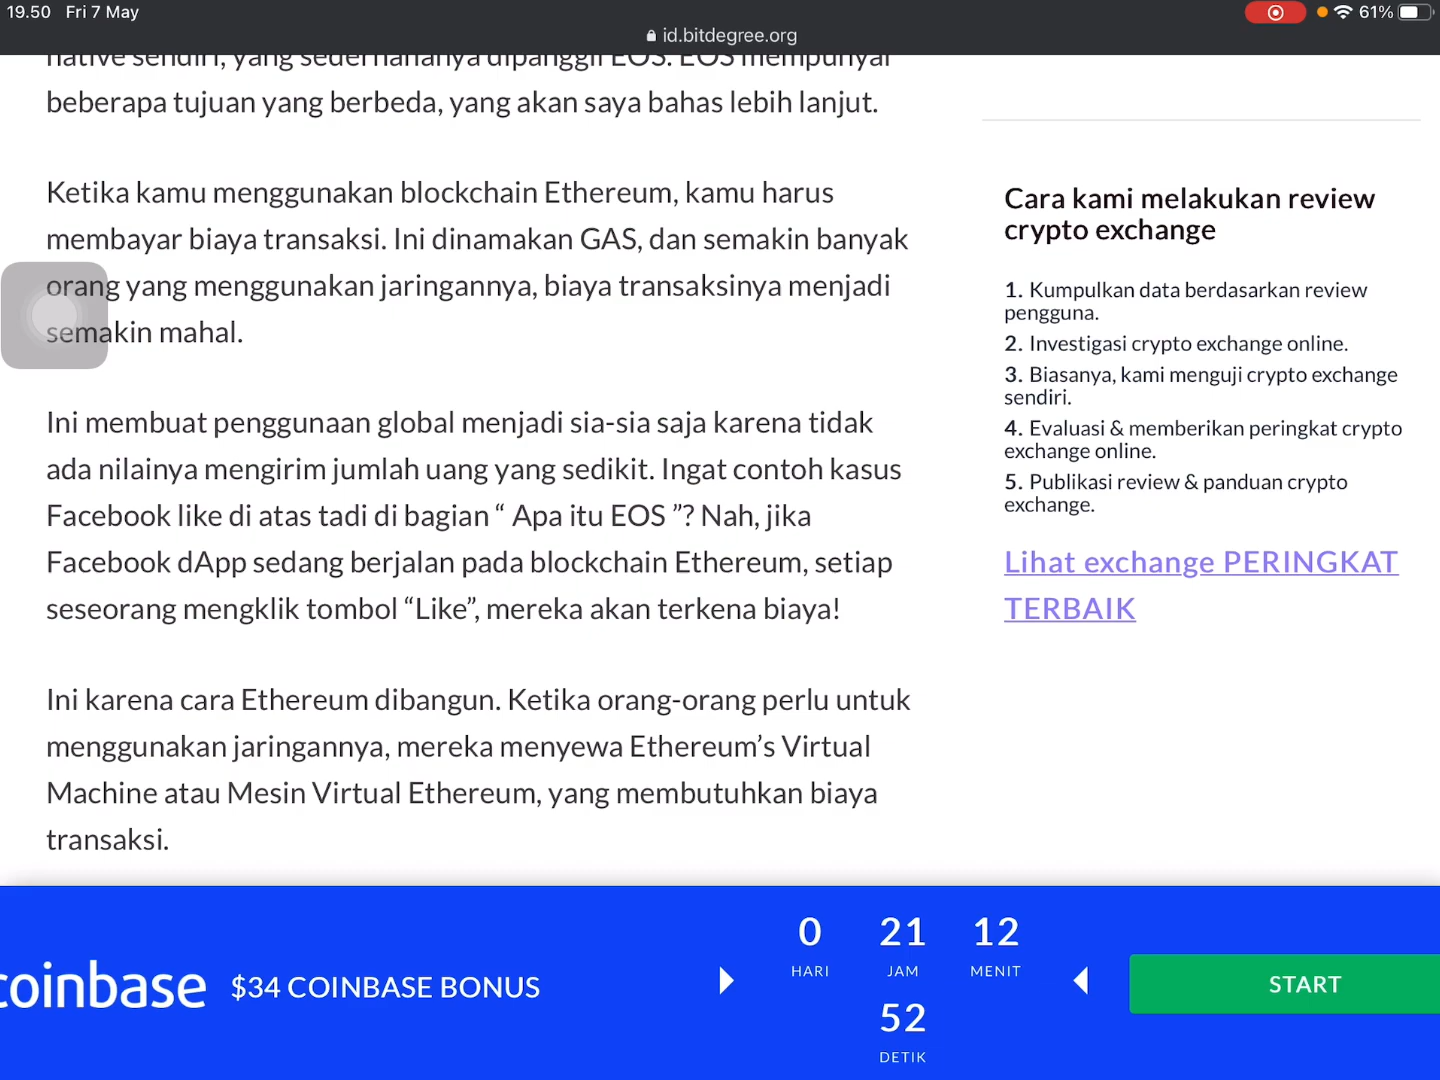 19.50 Fri 7 May
61%
id.bitdegree.org
native sendiri, yang sederhananya dipanggil EOS. EOS mempunyai
beberapa tujuan yang berbeda, yang akan saya bahas lebih lanjut.
Ketika kamu menggunakan blockchain Ethereum, kamu harus
membayar biaya transaksi. Ini dinamakan GAS, dan semakin banyak
orang yang menggunakan jaringannya, biaya transaksinya menjadi
semakin mahal.
Ini membuat penggunaan global menjadi sia-sia saja karena tidak
ada nilainya mengirim jumlah uang yang sedikit. Ingat contoh kasus
Facebook like di atas tadi di bagian “ Apa itu EOS ”? Nah, jika
Facebook dApp sedang berjalan pada blockchain Ethereum, setiap
seseorang mengklik tombol “Like”, mereka akan terkena biaya!
Ini karena cara Ethereum dibangun. Ketika orang-orang perlu untuk
menggunakan jaringannya, mereka menyewa Ethereum’s Virtual
Machine atau Mesin Virtual Ethereum, yang membutuhkan biaya
transaksi.
Cara kami melakukan review
crypto exchange
1. Kumpulkan data berdasarkan review
pengguna.
2. Investigasi crypto exchange online.
3. Biasanya, kami menguji crypto exchange
sendiri.
4. Evaluasi & memberikan peringkat crypto
exchange online.
5. Publikasi review & panduan crypto
exchange.
Lihat exchange PERINGKAT
TERBAIK
coinbase $34 COINBASE BONUS
0 21 12
HARI JAM MENIT
52
DETIK
START